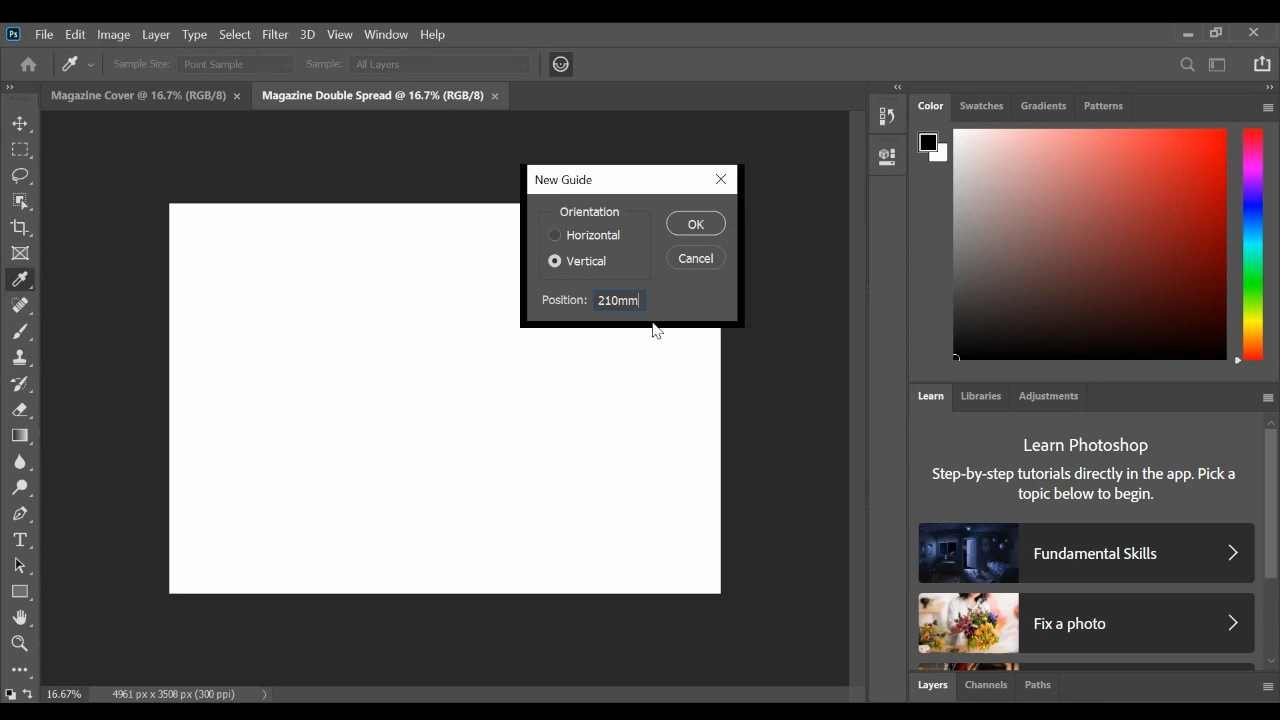 Ps File Edit Image Layer Type Select Filter 3D View Window Help
Sample Size: Point Sample Sample: All Layers
Magazine Cover @ 16.7% (RGB/8) Magazine Double Spread @ 16.7% (RGB/8)
New Guide
Orientation
Horizontal
Vertical
OK
Cancel
Position: 210mm
Color Swatches Gradients Patterns
Learn Libraries Adjustments
Learn Photoshop
Step-by-step tutorials directly in the app. Pick a
topic below to begin.
Fundamental Skills
Fix a photo
Layers Channels Paths
16.67% 4961 px x 3508 px (300 ppi)